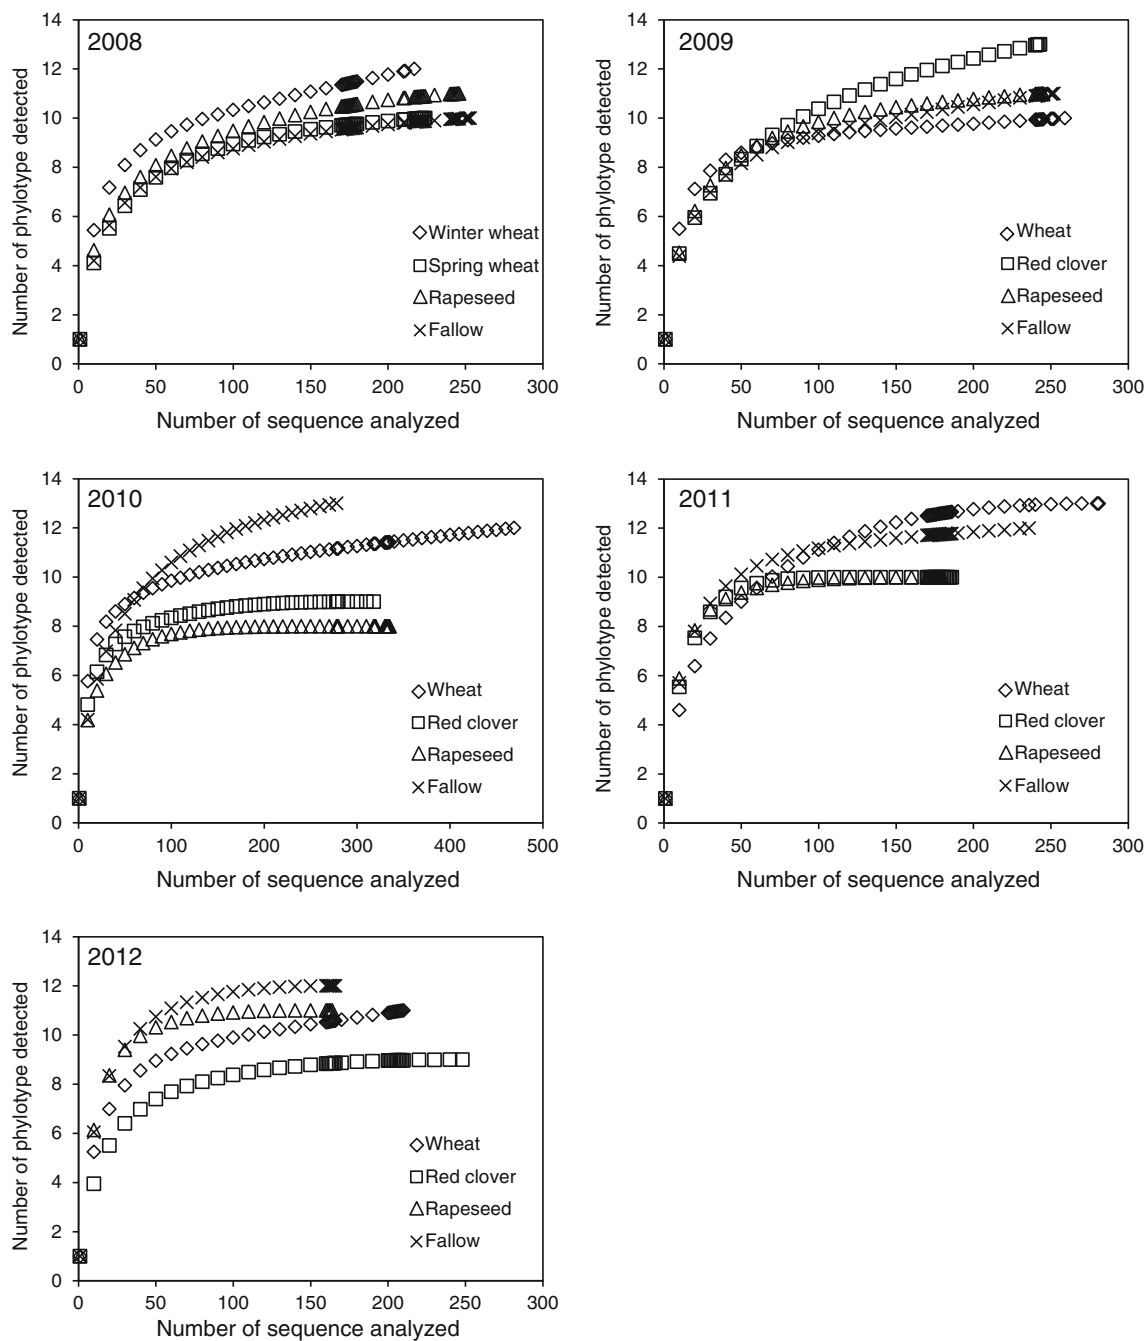 2008
Number of phylotype detected
14
12
10
8
6
4
2
0
Winter wheat
Spring wheat
Rapeseed
Fallow
0 50 100 150 200 250 300
Number of sequence analyzed
2009
Number of phylotype detected
14
12
10
8
6
4
2
0
Wheat
Red clover
Rapeseed
Fallow
0 50 100 150 200 250 300
Number of sequence analyzed
2010
Number of phylotype detected
14
12
10
8
6
4
2
0
Wheat
Red clover
Rapeseed
Fallow
0 100 200 300 400 500
Number of sequence analyzed
2011
Number of phylotype detected
14
12
10
8
6
4
2
0
Wheat
Red clover
Rapeseed
Fallow
0 50 100 150 200 250 300
Number of sequence analyzed
2012
Number of phylotype detected
14
12
10
8
6
4
2
0
Wheat
Red clover
Rapeseed
Fallow
0 50 100 150 200 250 300
Number of sequence analyzed